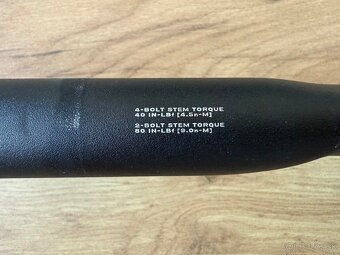 4-BOLT STEM TORQUE
40 IN-LBf [4.5n-M]
2-BOLT STEM TORQUE
80 IN-LBf [9.0n-M]